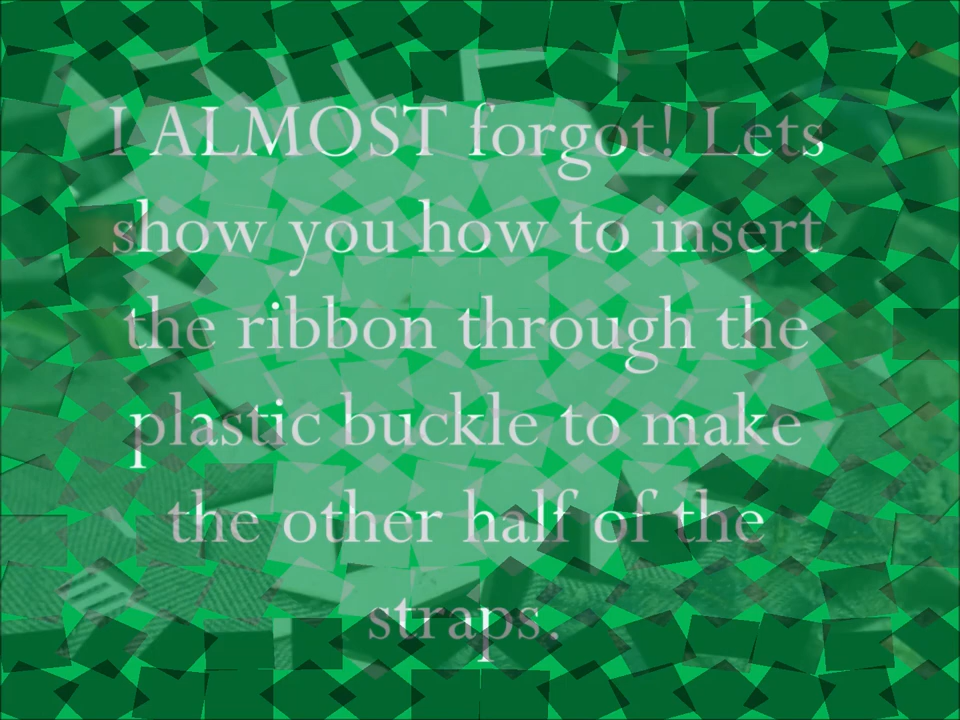 I ALMOST forgot! Lets
show you how to insert
the ribbon through the
plastic buckle to make
the other half of the
straps.